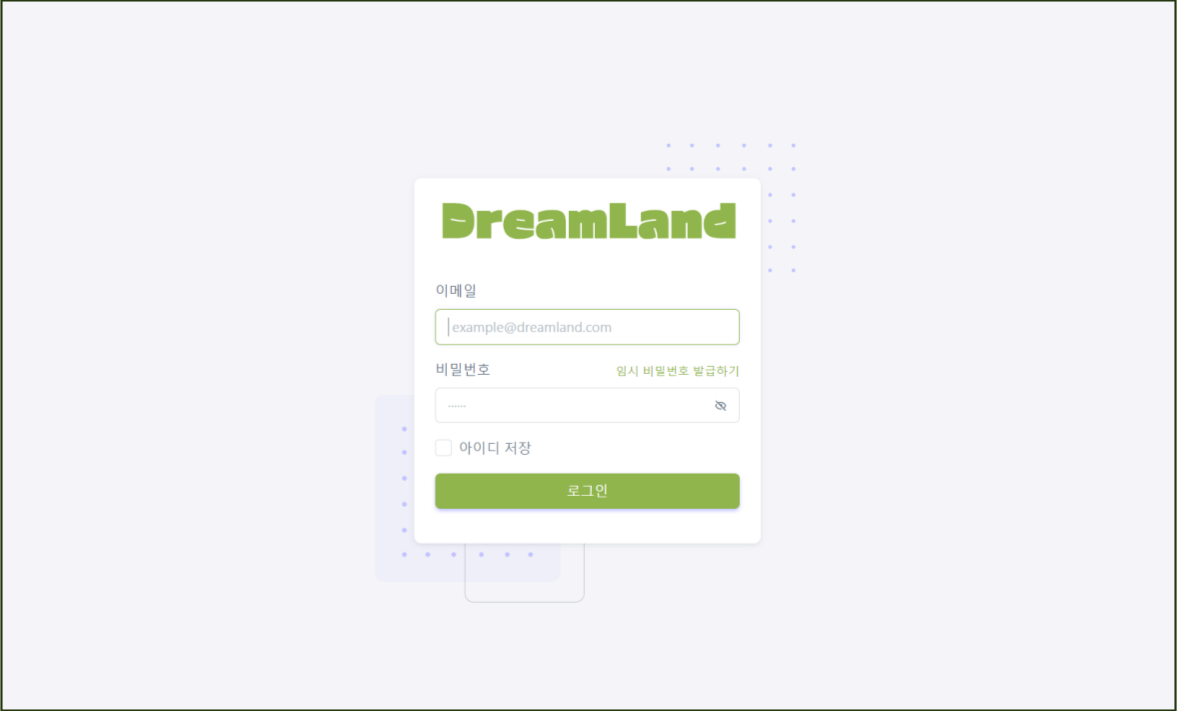 DreamLand
이메일
example@dreamland.com
비밀번호 임시 비밀번호 발급하기
······
아이디 저장
로그인